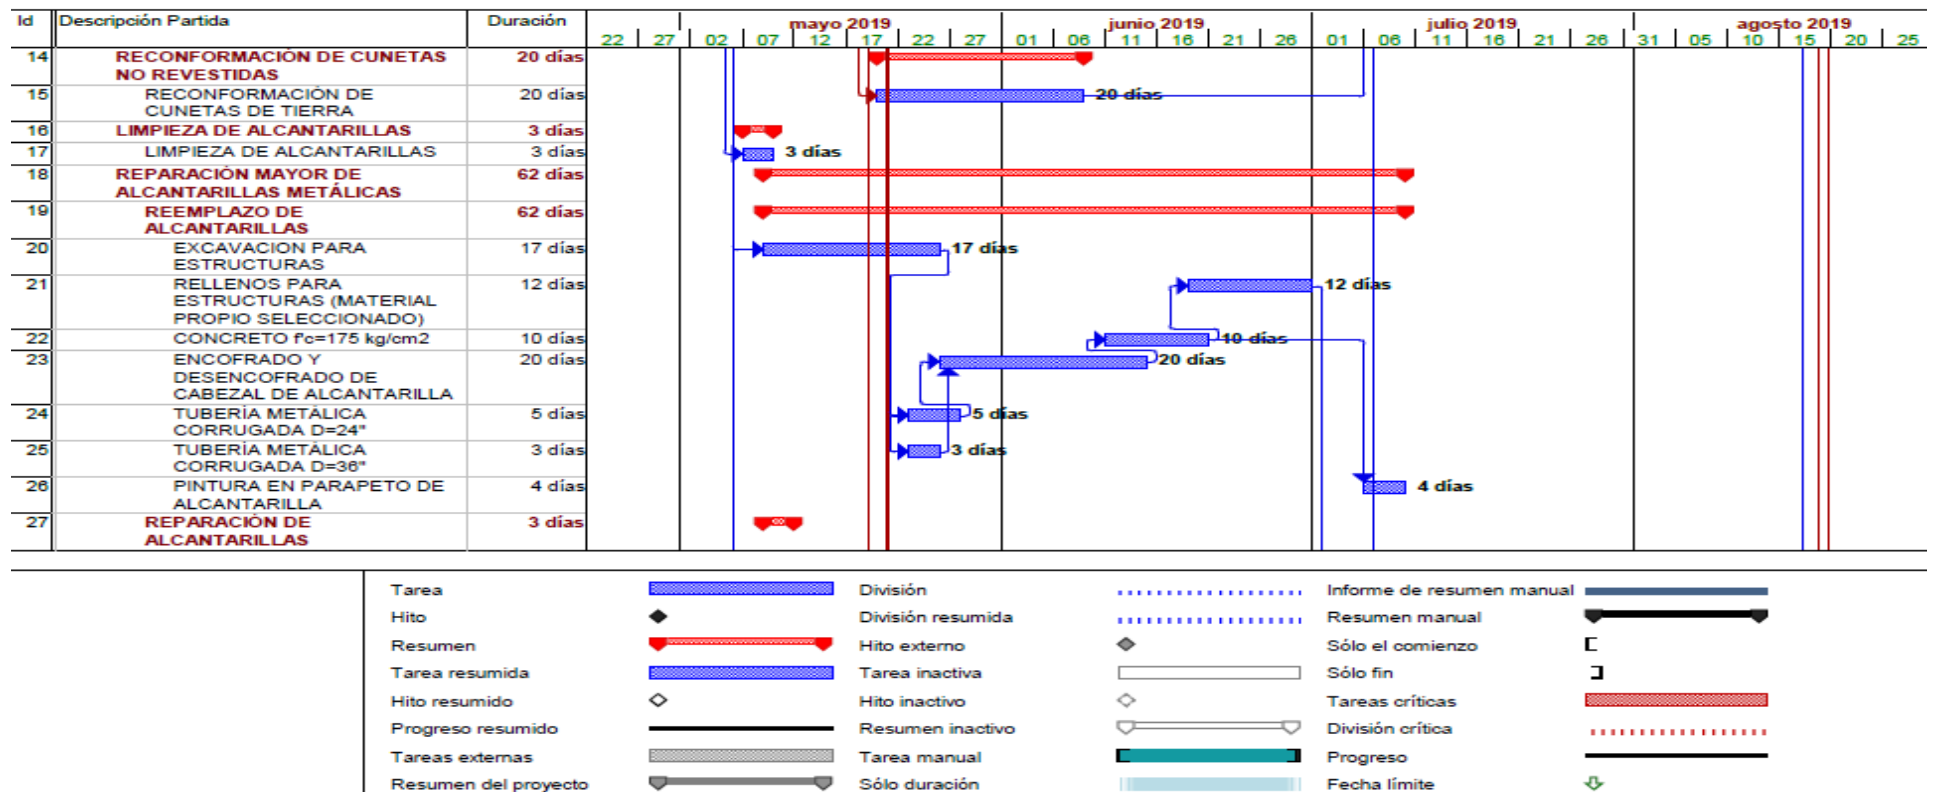 Id Descripción Partida Duración mayo 2019 junio 2019 julio 2019 agosto 2019
22 27 02 07 12 17 22 27 01 06 11 16 21 26 01 06 11 16 21 26 31 05 10 15 20 25
14 RECONFORMACIÓN DE CUNETAS 20 días
NO REVESTIDAS
15 RECONFORMACIÓN DE 20 días 20 días
CUNETAS DE TIERRA
16 LIMPIEZA DE ALCANTARILLAS 3 días
17 LIMPIEZA DE ALCANTARILLAS 3 días 3 días
18 REPARACIÓN MAYOR DE 62 días
ALCANTARILLAS METÁLICAS
19 REEMPLAZO DE 62 días
ALCANTARILLAS
20 EXCAVACION PARA 17 días 17 días
ESTRUCTURAS
21 RELLENOS PARA 12 días 12 días
ESTRUCTURAS (MATERIAL
PROPIO SELECCIONADO)
22 CONCRETO f'c=175 kg/cm2 10 días 10 días
23 ENCOFRADO Y 20 días 20 días
DESENCOFRADO DE
CABEZAL DE ALCANTARILLA
24 TUBERÍA METÁLICA 5 días 5 días
CORRUGADA D=24"
25 TUBERÍA METÁLICA 3 días 3 días
CORRUGADA D=36"
26 PINTURA EN PARAPETO DE 4 días 4 días
ALCANTARILLA
27 REPARACIÓN DE 3 días
ALCANTARILLAS
Tarea División Informe de resumen manual
Hito División resumida Resumen manual
Resumen Hito externo Sólo el comienzo
Tarea resumida Tarea inactiva Sólo fin
Hito resumido Hito inactivo Tareas críticas
Progreso resumido Resumen inactivo División crítica
Tareas externas Tarea manual Progreso
Resumen del proyecto Sólo duración Fecha límite